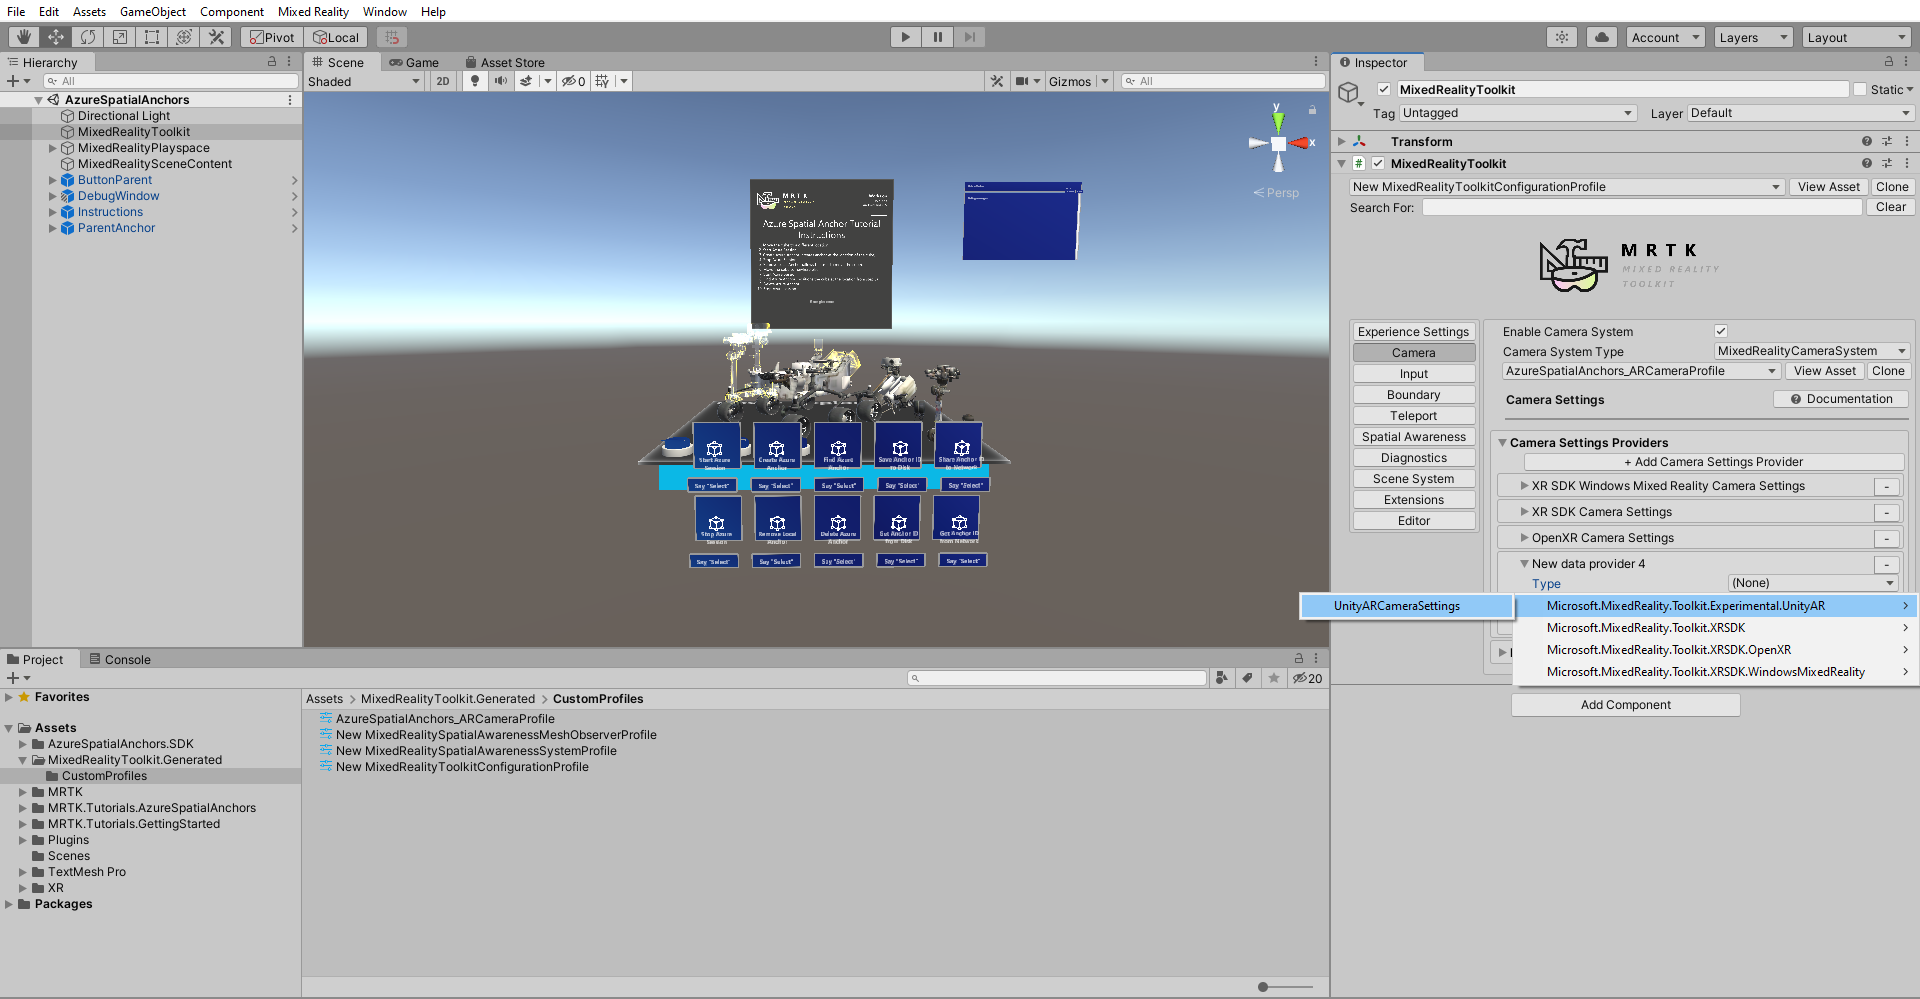 File Edit Assets GameObject Component Mixed Reality Window Help
Pivot Local Account Layers Layout
Hierarchy
All
AzureSpatialAnchors
Directional Light
MixedRealityToolkit
MixedRealityPlayspace
MixedRealitySceneContent
ButtonParent
DebugWindow
Instructions
ParentAnchor
Scene Game Asset Store
Shaded 2D 0 Gizmos All
y
x
Persp
MRTK
Azure Spatial Anchor Tutorial
Instructions
Start Azure Session
Create Azure Anchor
Find Azure Anchor
Save Anchor ID to Disk
Share Anchor ID to Network
Say "Select" Say "Select" Say "Select" Say "Select" Say "Select"
Stop Azure Session
Remove Local Anchor
Delete Azure Anchor
Get Anchor ID from Disk
Get Anchor ID from Network
Say "Select" Say "Select" Say "Select" Say "Select" Say "Select"
Inspector
MixedRealityToolkit Static
Tag Untagged Layer Default
Transform
# MixedRealityToolkit
New MixedRealityToolkitConfigurationProfile View Asset Clone
Search For: Clear
MRTK
MIXED REALITY
TOOLKIT
Experience Settings
Camera
Input
Boundary
Teleport
Spatial Awareness
Diagnostics
Scene System
Extensions
Editor
Enable Camera System
Camera System Type MixedRealityCameraSystem
AzureSpatialAnchors_ARCameraProfile View Asset Clone
Camera Settings Documentation
Camera Settings Providers
+ Add Camera Settings Provider
XR SDK Windows Mixed Reality Camera Settings -
XR SDK Camera Settings -
OpenXR Camera Settings -
New data provider 4 -
Type (None)
UnityARCameraSettings
Microsoft.MixedReality.Toolkit.Experimental.UnityAR
Microsoft.MixedReality.Toolkit.XRSDK
Microsoft.MixedReality.Toolkit.XRSDK.OpenXR
Microsoft.MixedReality.Toolkit.XRSDK.WindowsMixedReality
Add Component
Project Console
20
Favorites
Assets
AzureSpatialAnchors.SDK
MixedRealityToolkit.Generated
CustomProfiles
MRTK
MRTK.Tutorials.AzureSpatialAnchors
MRTK.Tutorials.GettingStarted
Plugins
Scenes
TextMesh Pro
XR
Packages
Assets > MixedRealityToolkit.Generated > CustomProfiles
AzureSpatialAnchors_ARCameraProfile
New MixedRealitySpatialAwarenessMeshObserverProfile
New MixedRealitySpatialAwarenessSystemProfile
New MixedRealityToolkitConfigurationProfile